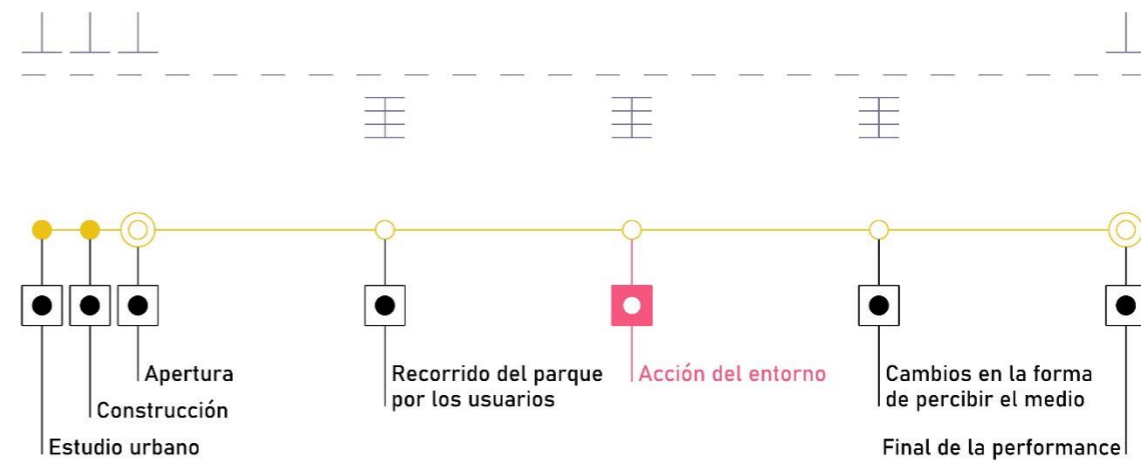 Apertura
Construcción
Estudio urbano
Recorrido del parque
por los usuarios
Acción del entorno
Cambios en la forma
de percibir el medio
Final de la performance